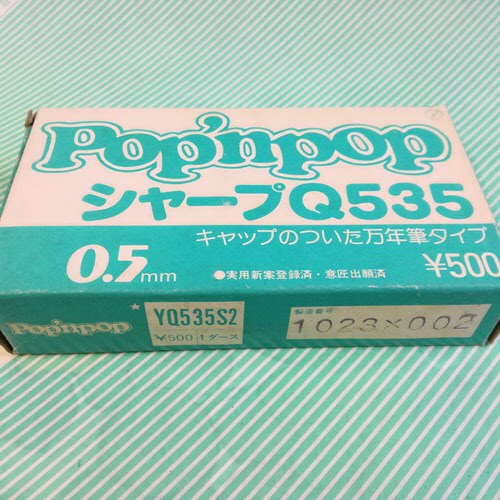 Pop'npop
シャープQ535
キャップのついた万年筆タイプ
0.5mm
●実用新案登録済・意匠出願済
¥500
Pop'npop
YQ535S2
¥500 1ダース
製造番号
1023×002